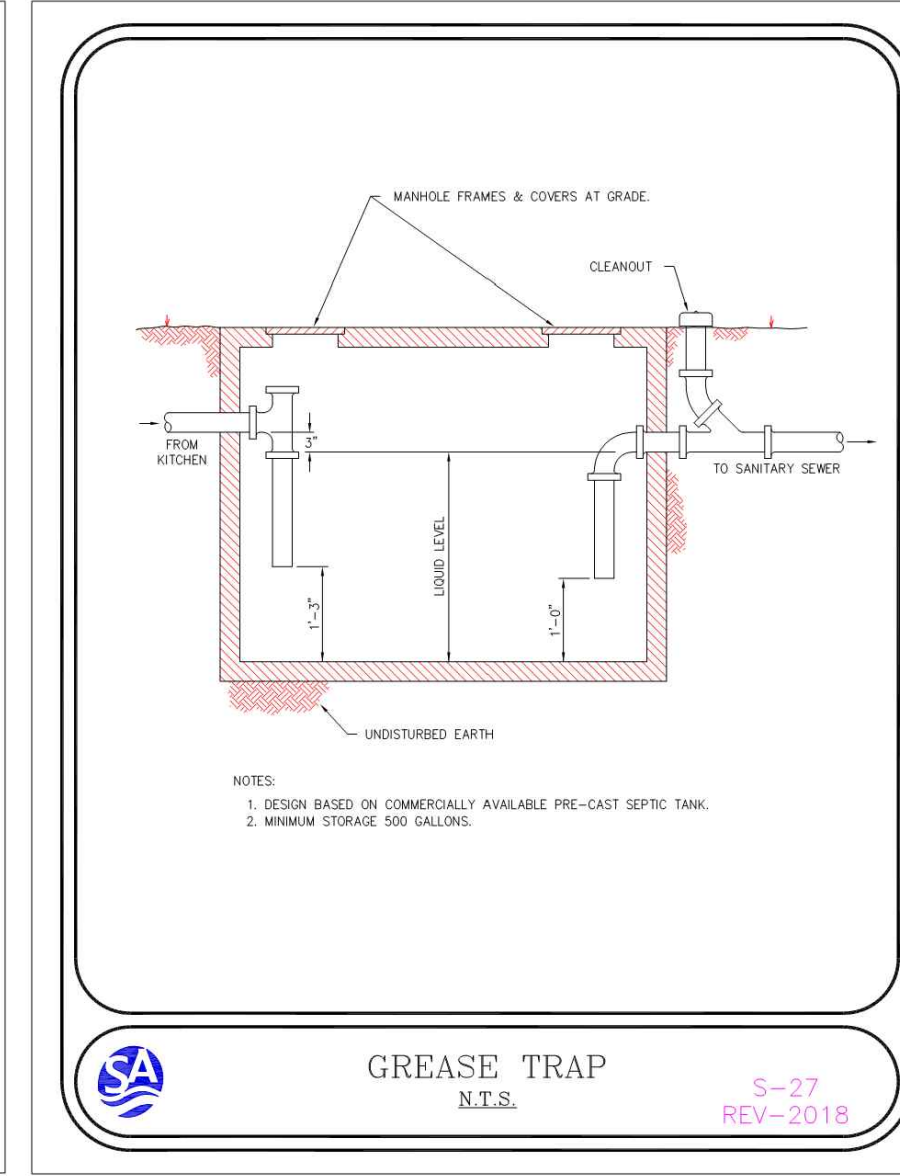 MANHOLE FRAMES & COVERS AT GRADE.
CLEANOUT
FROM
KITCHEN
3"
TO SANITARY SEWER
LIQUID LEVEL
1'-3"
1'-0"
UNDISTURBED EARTH
NOTES:
1. DESIGN BASED ON COMMERCIALLY AVAILABLE PRE-CAST SEPTIC TANK.
2. MINIMUM STORAGE 500 GALLONS.
SA
GREASE TRAP
N.T.S.
S-27
REV-2018